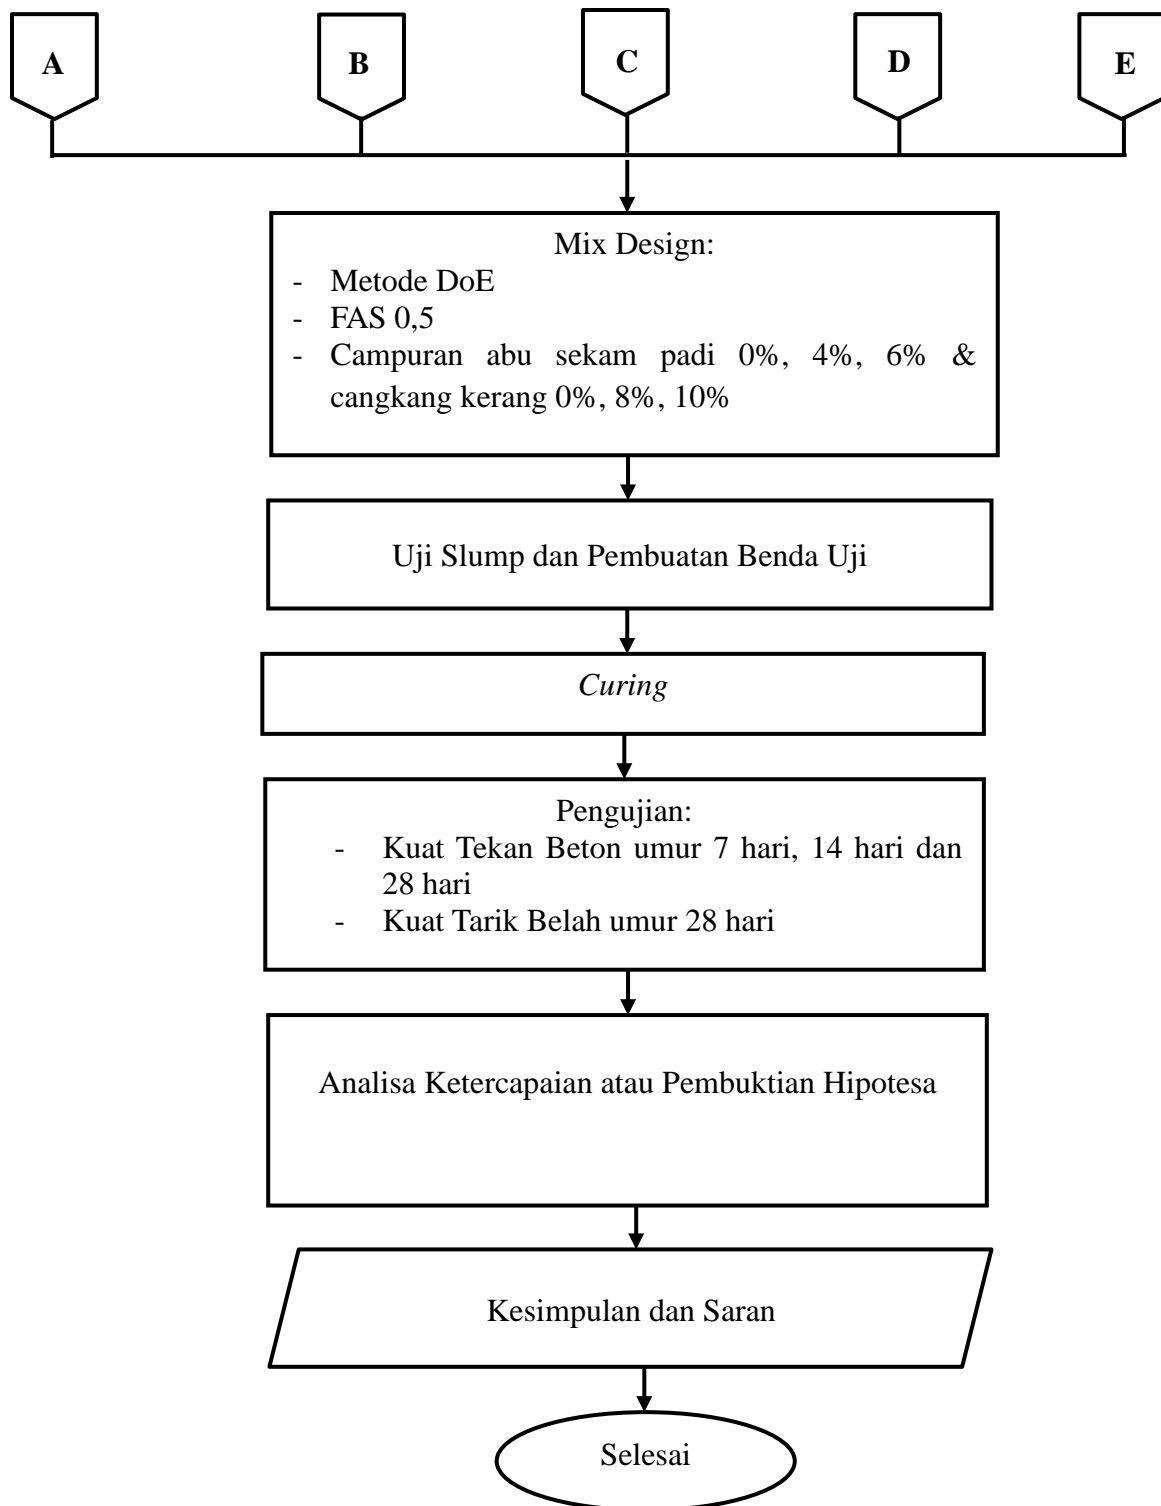 A
B
C
D
E
Mix Design:
- Metode DoE
- FAS 0,5
- Campuran abu sekam padi 0%, 4%, 6% &
cangkang kerang 0%, 8%, 10%
Uji Slump dan Pembuatan Benda Uji
Curing
Pengujian:
- Kuat Tekan Beton umur 7 hari, 14 hari dan
28 hari
- Kuat Tarik Belah umur 28 hari
Analisa Ketercapaian atau Pembuktian Hipotesa
Kesimpulan dan Saran
Selesai